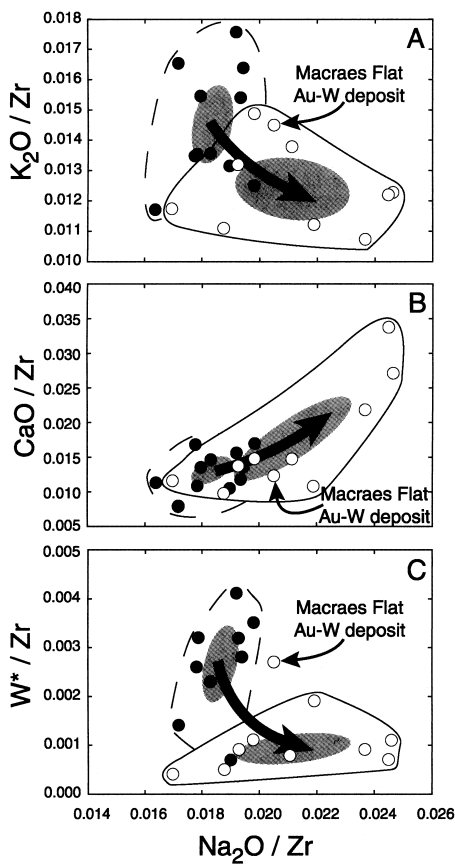 0.018
0.017
0.016
0.015
0.014
0.013
0.012
0.011
0.010
K2O / Zr
A
Macraes Flat
Au-W deposit
0.040
0.035
0.030
0.025
0.020
0.015
0.010
0.005
CaO / Zr
B
Macraes Flat
Au-W deposit
0.005
0.004
0.003
0.002
0.001
0.000
W* / Zr
C
Macraes Flat
Au-W deposit
0.014 0.016 0.018 0.020 0.022 0.024 0.026
Na2O / Zr